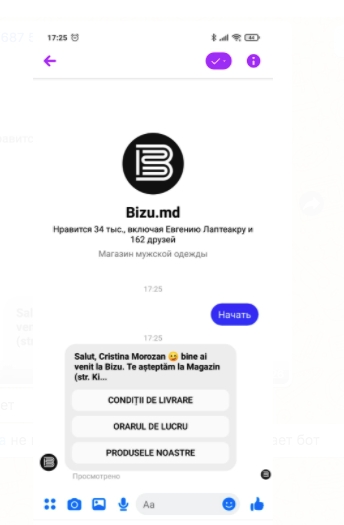 17:25
44
Bizu.md
Нравится 34 тыс., включая Евгению Лаптеакру и
162 друзей
Магазин мужской одежды
17:25
Начать
17:25
Salut, Cristina Morozan 🤪 bine ai
venit la Bizu. Te așteptăm la Magazin
(str. Ki...
CONDIȚII DE LIVRARE
ORARUL DE LUCRU
PRODUSELE NOASTRE
Просмотрено
Aa